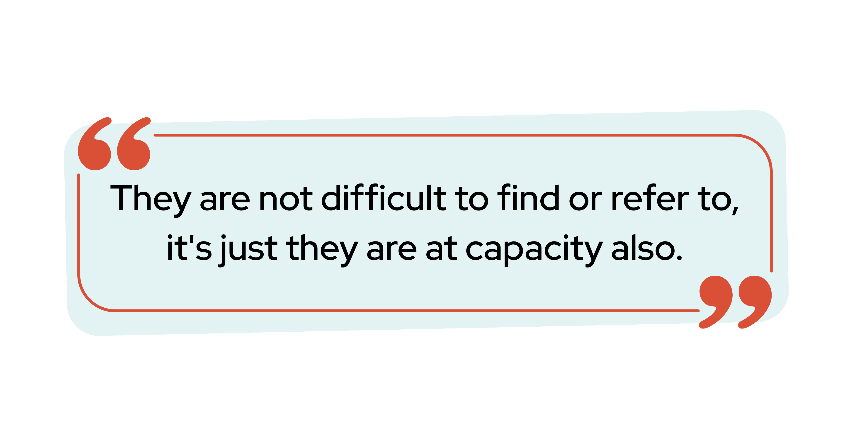 “They are not difficult to find or refer to,
it's just they are at capacity also.”